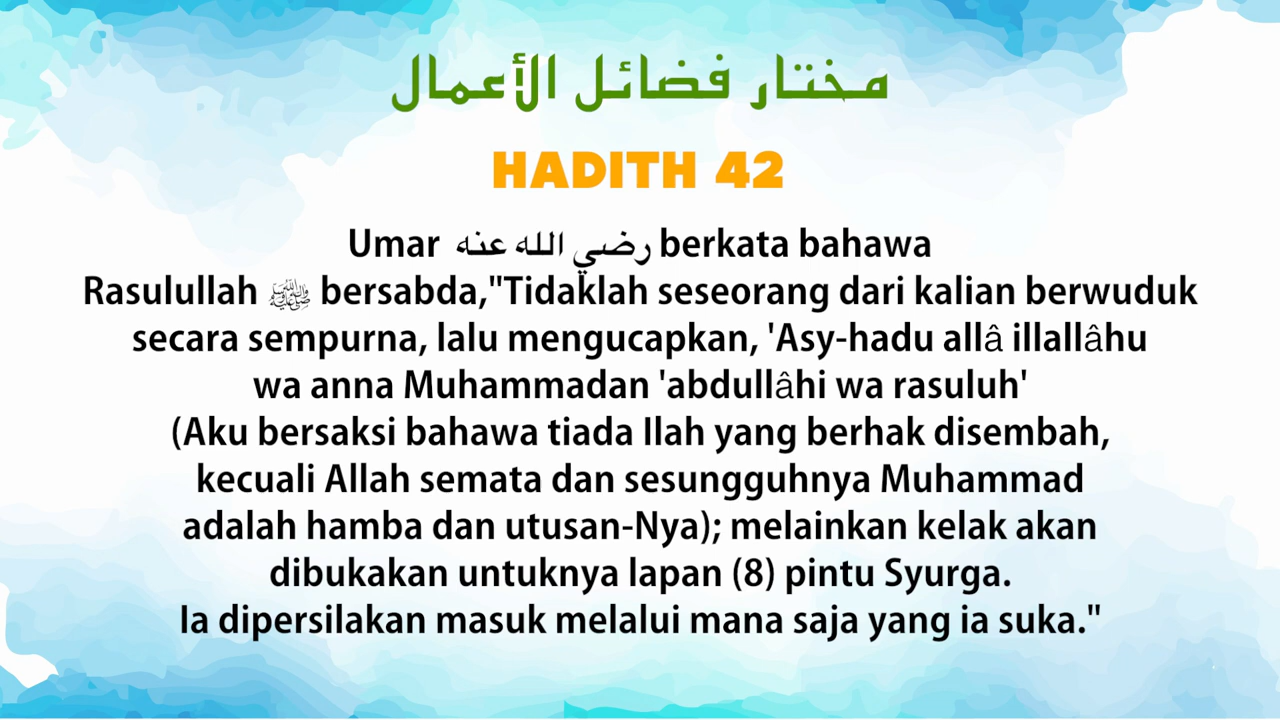 مختار فضائل الأعمال
HADITH 42
Umar رضي الله عنه berkata bahawa
Rasulullah ﷺ bersabda,"Tidaklah seseorang dari kalian berwuduk
secara sempurna, lalu mengucapkan, 'Asy-hadu allâ illallâhu
wa anna Muhammadan 'abdullâhi wa rasuluh'
(Aku bersaksi bahawa tiada Ilah yang berhak disembah,
kecuali Allah semata dan sesungguhnya Muhammad
adalah hamba dan utusan-Nya); melainkan kelak akan
dibukakan untuknya lapan (8) pintu Syurga.
Ia dipersilakan masuk melalui mana saja yang ia suka."